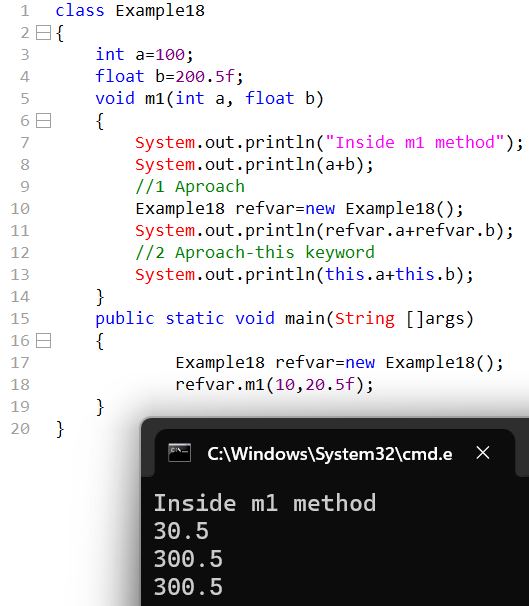 1 class Example18
2 {
3 int a=100;
4 float b=200.5f;
5 void m1(int a, float b)
6 {
7 System.out.println("Inside m1 method");
8 System.out.println(a+b);
9 //1 Aproach
10 Example18 refvar=new Example18();
11 System.out.println(refvar.a+refvar.b);
12 //2 Aproach-this keyword
13 System.out.println(this.a+this.b);
14 }
15 public static void main(String []args)
16 {
17 Example18 refvar=new Example18();
18 refvar.m1(10,20.5f);
19 }
20 }
C:\Windows\System32\cmd.e
Inside m1 method
30.5
300.5
300.5